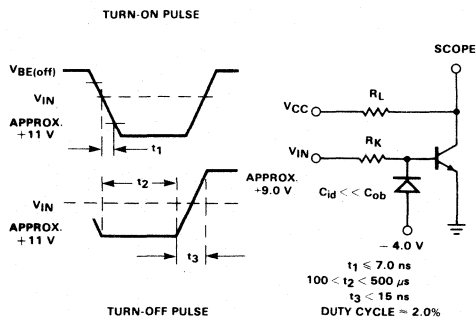 TURN-ON PULSE
VBE(off)
VIN
APPROX.
+11 V
t1
t2
APPROX.
+9.0 V
VIN
APPROX.
+11 V
t3
TURN-OFF PULSE
SCOPE
RL
VCC
RK
VIN
Cid << Cob
− 4.0 V
t1 ≤ 7.0 ns
100 < t2 < 500 μs
t3 < 15 ns
DUTY CYCLE ≈ 2.0%